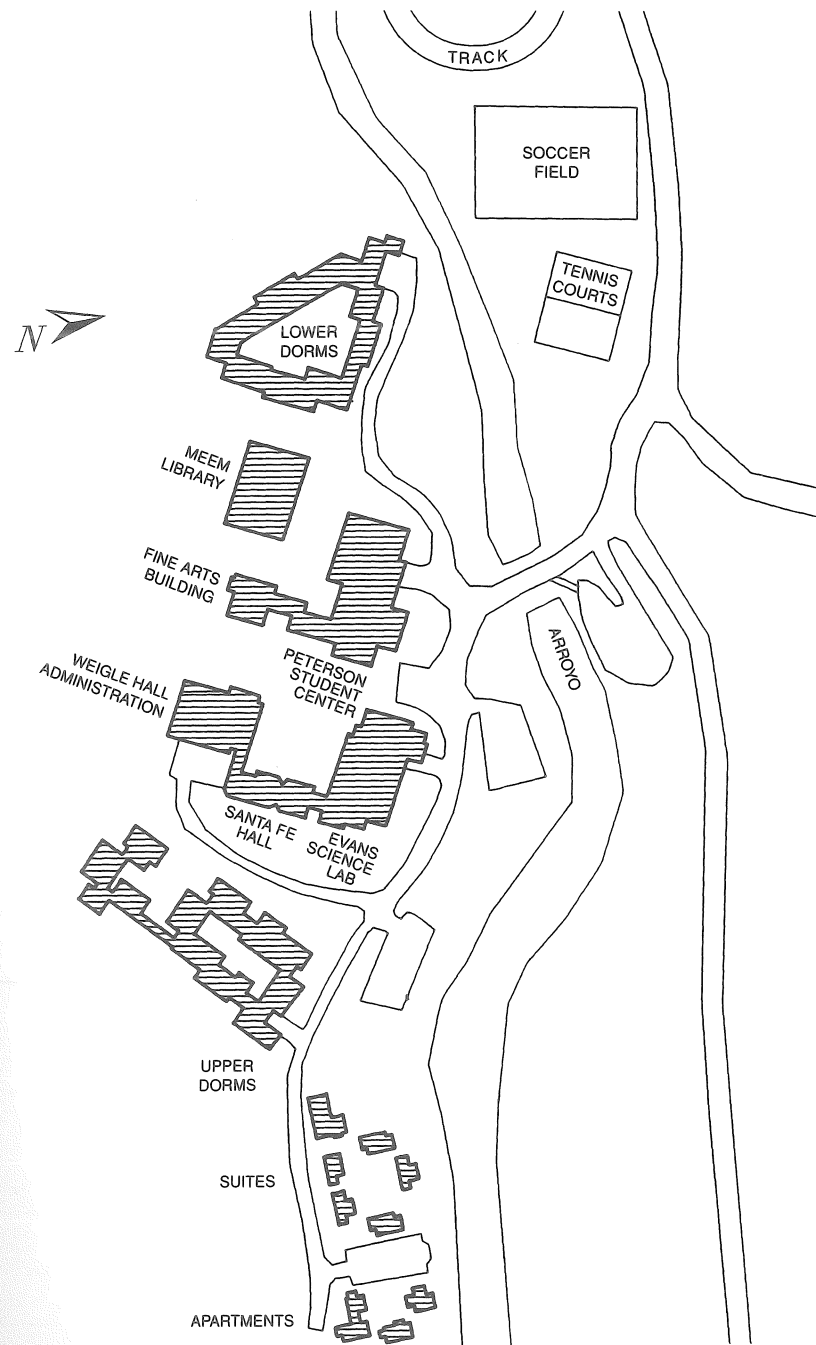 TRACK
SOCCER
FIELD
TENNIS
COURTS
N
LOWER
DORMS
MEEM
LIBRARY
FINE ARTS
BUILDING
PETERSON
STUDENT
CENTER
ARROYO
WEIGLE HALL
ADMINISTRATION
SANTA FE
HALL
EVANS
SCIENCE
LAB
UPPER
DORMS
SUITES
APARTMENTS